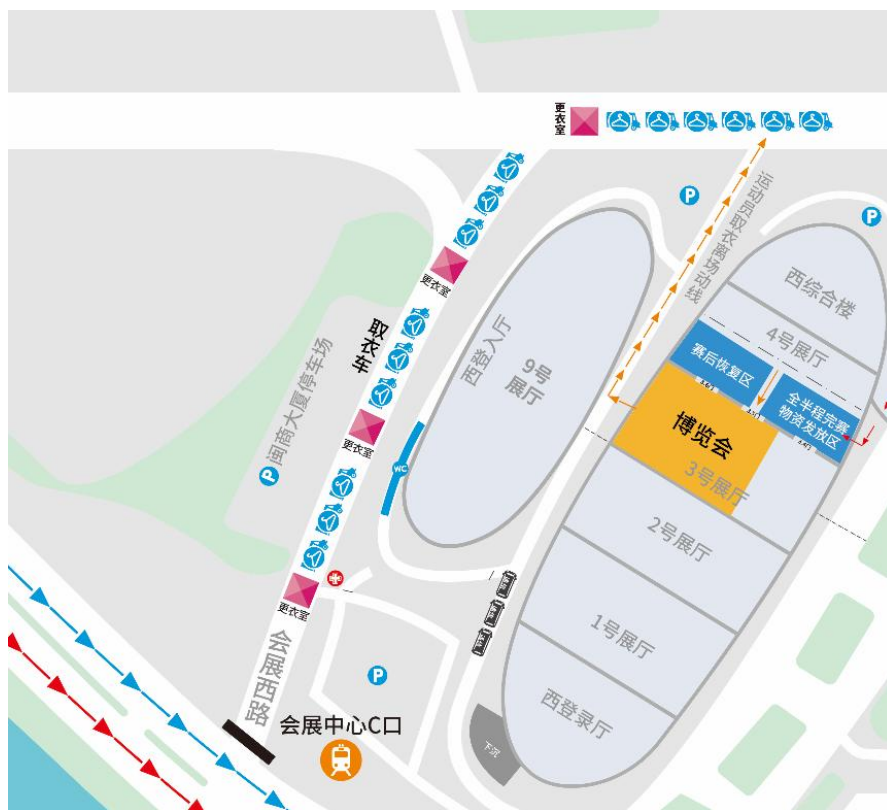 更衣室
P
运动员取衣离场动线
P
西综合楼
4号展厅
更衣室
取衣车
西登入厅
9号
展厅
赛后恢复区
全半程完赛
物资发放区
博览会
3号展厅
P
闽商大厦停车场
更衣室
WC
2号展厅
更衣室
1号展厅
会展西路
P
西登录厅
会展中心C口
下沉